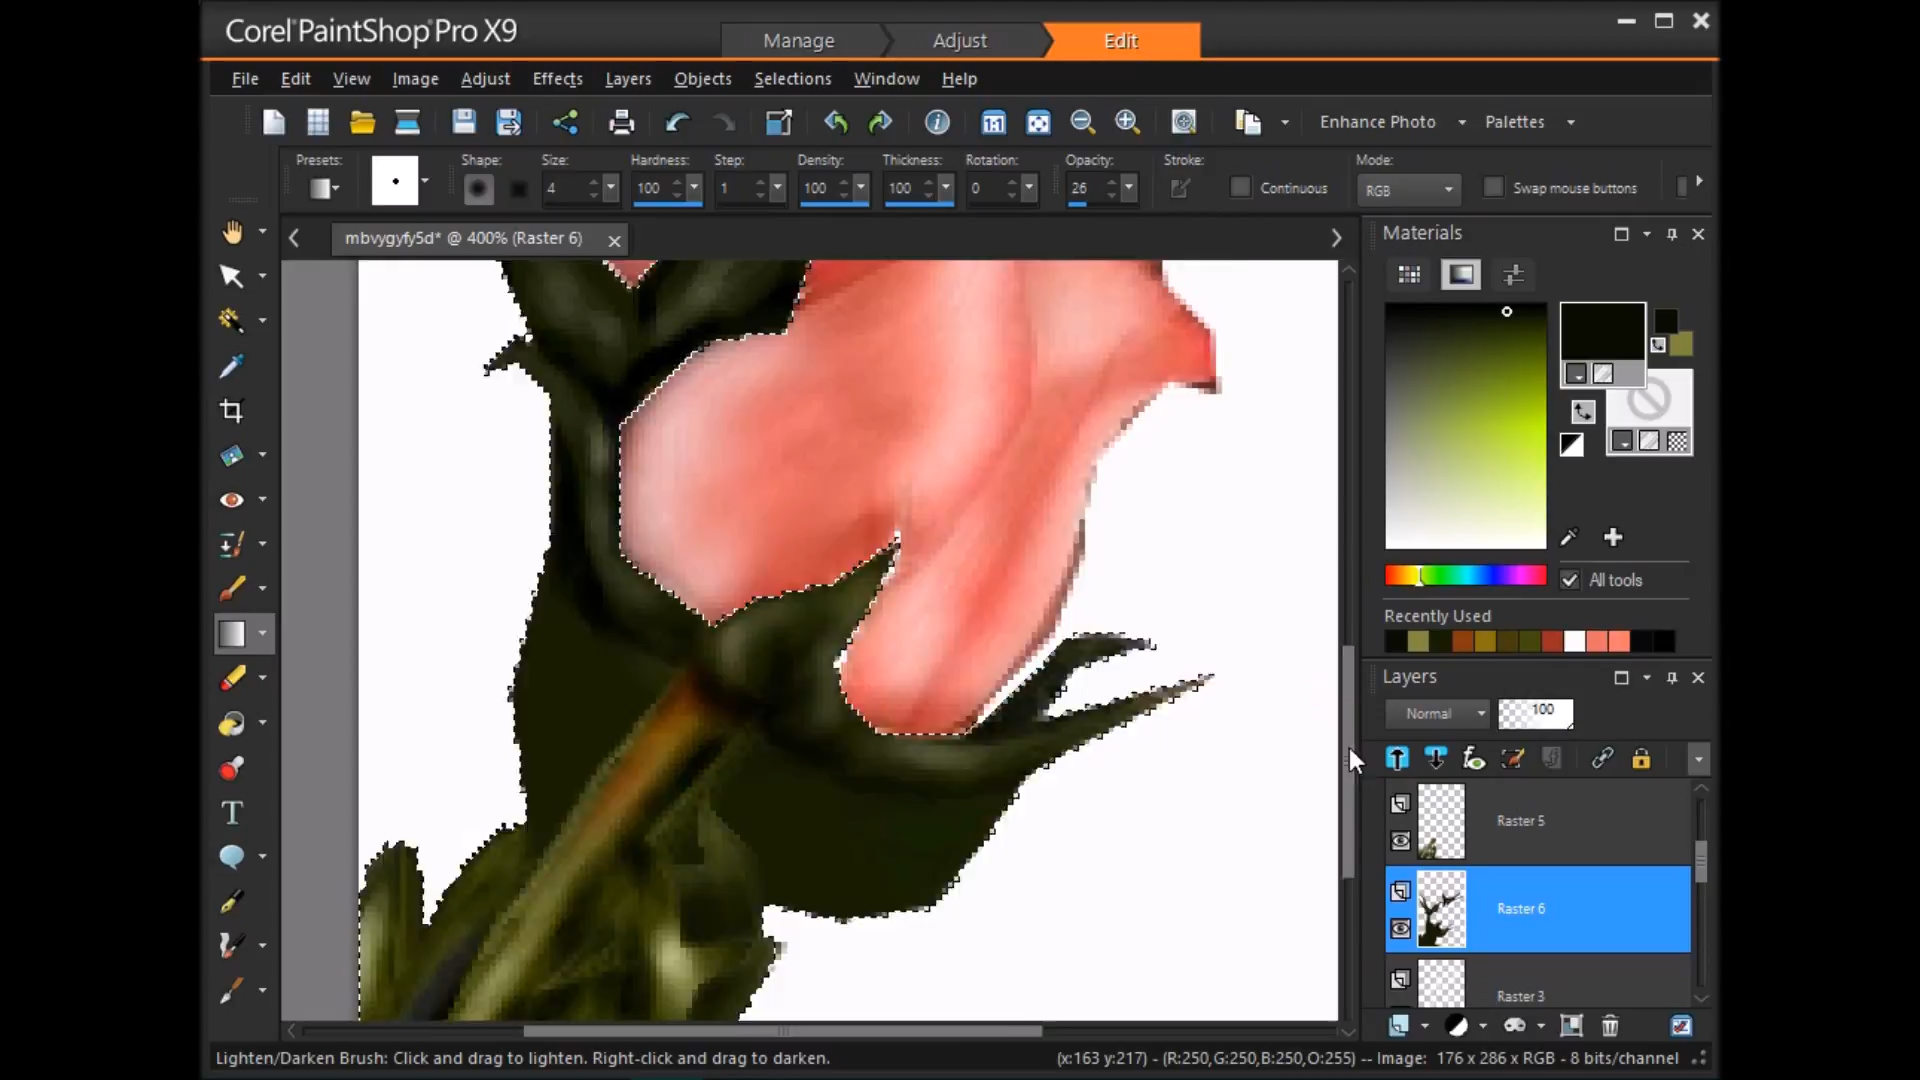 Corel PaintShop Pro X9
Manage
Adjust
Edit
File Edit View Image Adjust Effects Layers Objects Selections Window Help
Enhance Photo Palettes
Presets: Shape: Size: Hardness: Step: Density: Thickness: Rotation: Opacity: Stroke: Mode:
4 100 1 100 100 0 26 Continuous RGB Swap mouse buttons
mbvygyfy5d* @ 400% (Raster 6)
Materials
All tools
Recently Used
Layers
Normal 100
Raster 5
Raster 6
Raster 3
Lighten/Darken Brush: Click and drag to lighten. Right-click and drag to darken.
(x:163 y:217) - (R:250,G:250,B:250,O:255) -- Image: 176 x 286 x RGB - 8 bits/channel